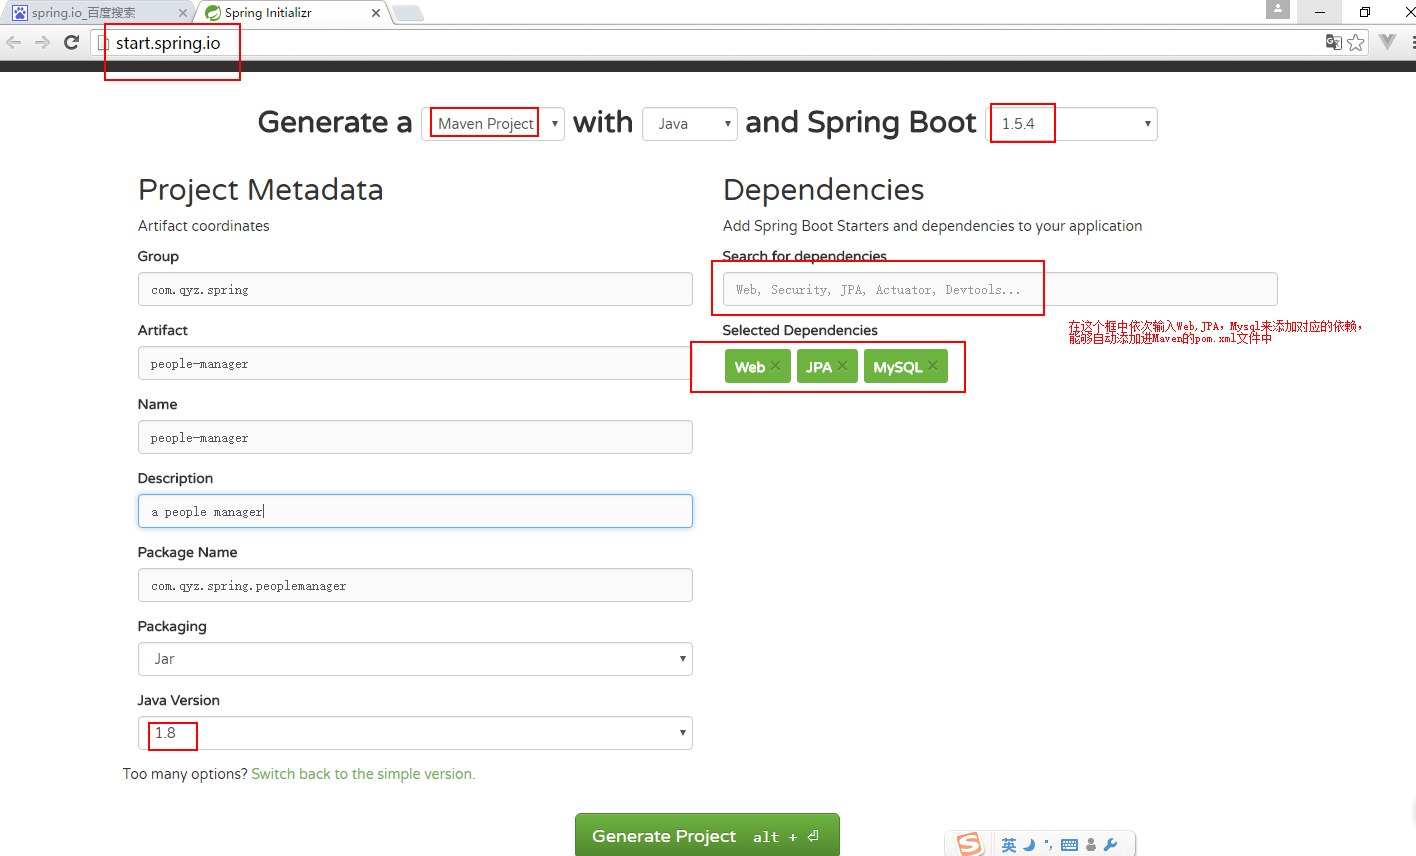 spring.io_百度搜索
Spring Initializr
start.spring.io
Generate a Maven Project with Java and Spring Boot 1.5.4
Project Metadata
Artifact coordinates
Group
com.qyz.spring
Artifact
people-manager
Name
people-manager
Description
a people manager
Package Name
com.qyz.spring.peoplemanager
Packaging
Jar
Java Version
1.8
Too many options? Switch back to the simple version.
Dependencies
Add Spring Boot Starters and dependencies to your application
Search for dependencies
Web, Security, JPA, Actuator, Devtools...
Selected Dependencies
Web JPA MySQL
在这个框中依次输入Web,JPA，Mysql来添加对应的依赖，
能够自动添加进Maven的pom.xml文件中
Generate Project alt + ⏎
S 英